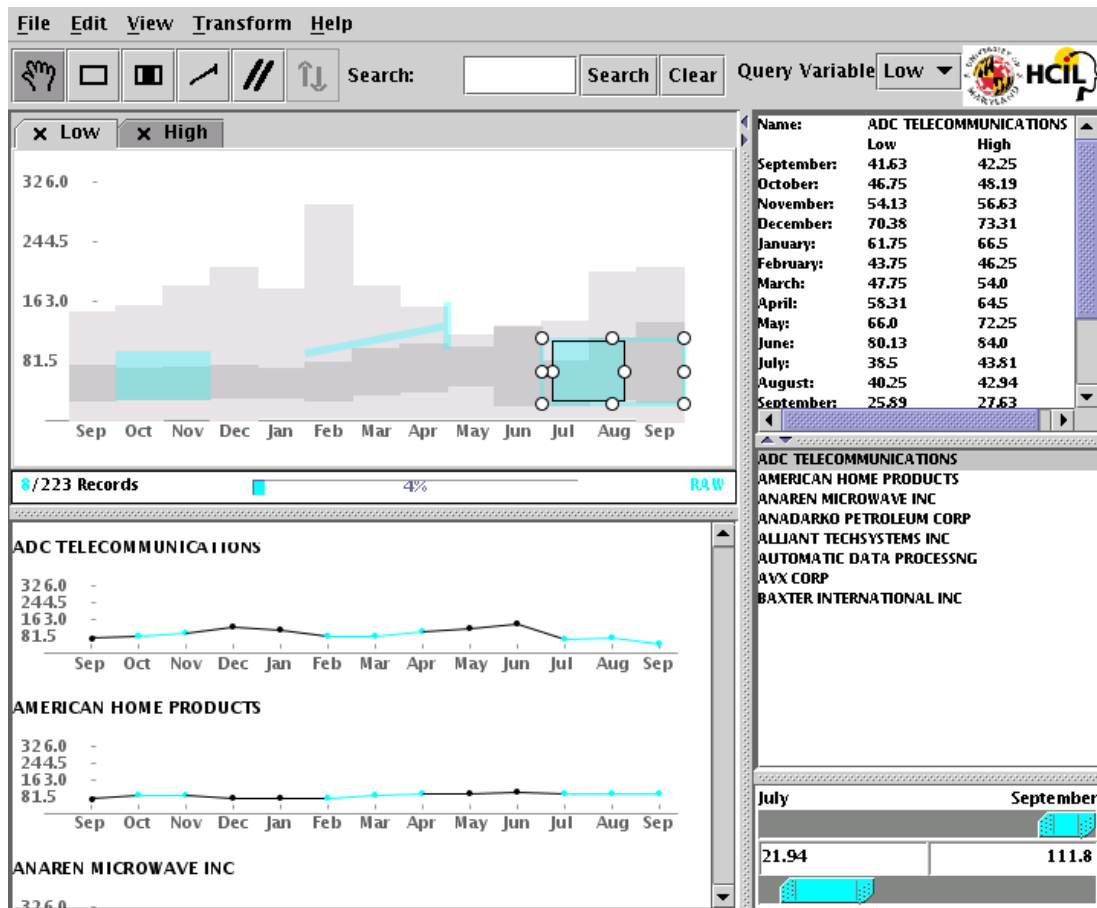 File Edit View Transform Help
Search: Search Clear Query Variable Low UNIVERSITY OF MARYLAND HCIL
× Low × High
326.0
244.5
163.0
81.5
Sep Oct Nov Dec Jan Feb Mar Apr May Jun Jul Aug Sep
8/223 Records 4% RAW
ADC TELECOMMUNICATIONS
326.0
244.5
163.0
81.5
Sep Oct Nov Dec Jan Feb Mar Apr May Jun Jul Aug Sep
AMERICAN HOME PRODUCTS
326.0
244.5
163.0
81.5
Sep Oct Nov Dec Jan Feb Mar Apr May Jun Jul Aug Sep
ANAREN MICROWAVE INC
326.0
Name: ADC TELECOMMUNICATIONS
Low High
September: 41.63 42.25
October: 46.75 48.19
November: 54.13 56.63
December: 70.38 73.31
January: 61.75 66.5
February: 43.75 46.25
March: 47.75 54.0
April: 58.31 64.5
May: 66.0 72.25
June: 80.13 84.0
July: 38.5 43.81
August: 40.25 42.94
September: 25.89 27.63
ADC TELECOMMUNICATIONS
AMERICAN HOME PRODUCTS
ANAREN MICROWAVE INC
ANADARKO PETROLEUM CORP
ALLIANT TECHSYSTEMS INC
AUTOMATIC DATA PROCESSNG
AVX CORP
BAXTER INTERNATIONAL INC
July September
21.94 111.8